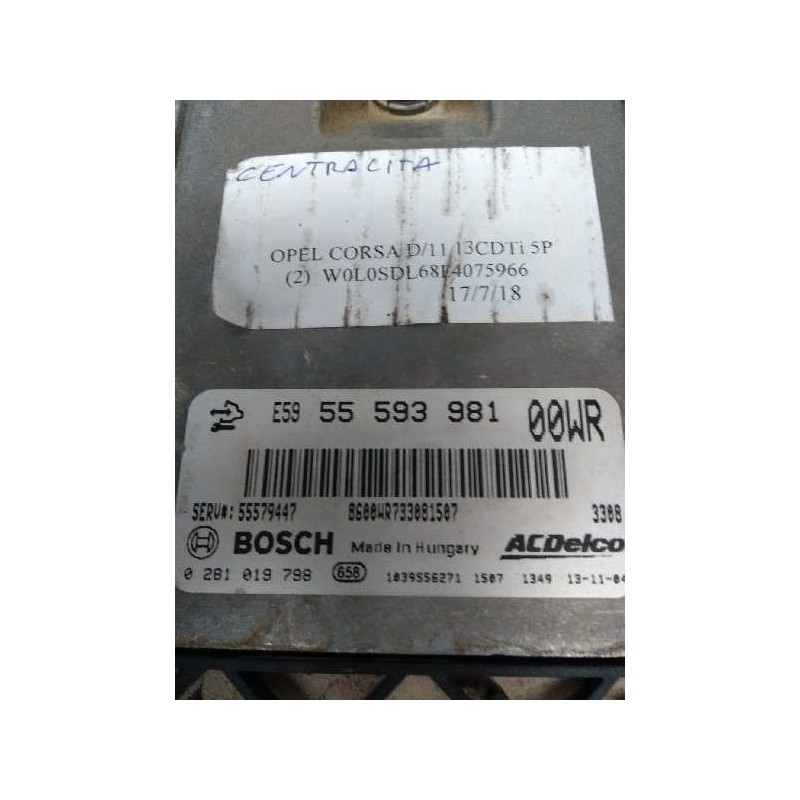 CENTRALITA
OPEL CORSA D/11 13CDTi 5P
(2) W0L0SDL68E4075966
17/7/18
E59 55 593 981 00WR
SERV#: 55579447 8600WR733081507 3308
BOSCH Made In Hungary ACDelco
0 281 019 798 658 1039S56271 1507 1349 13-11-04